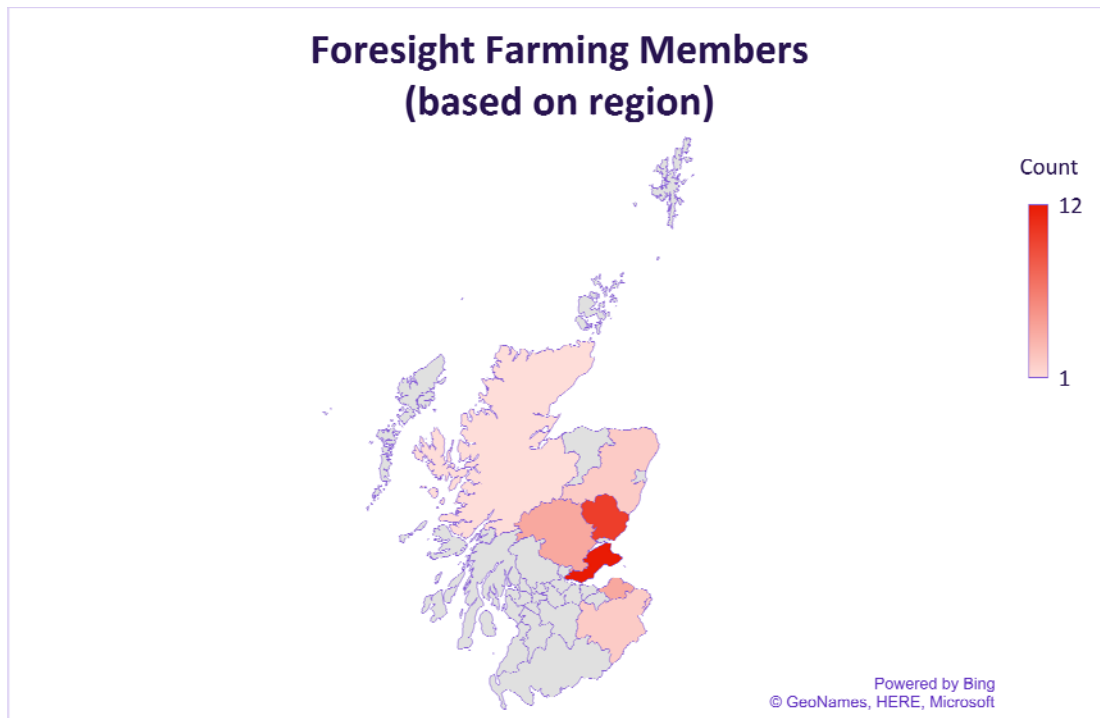 Foresight Farming Members
(based on region)
Count
12
1
Powered by Bing
© GeoNames, HERE, Microsoft